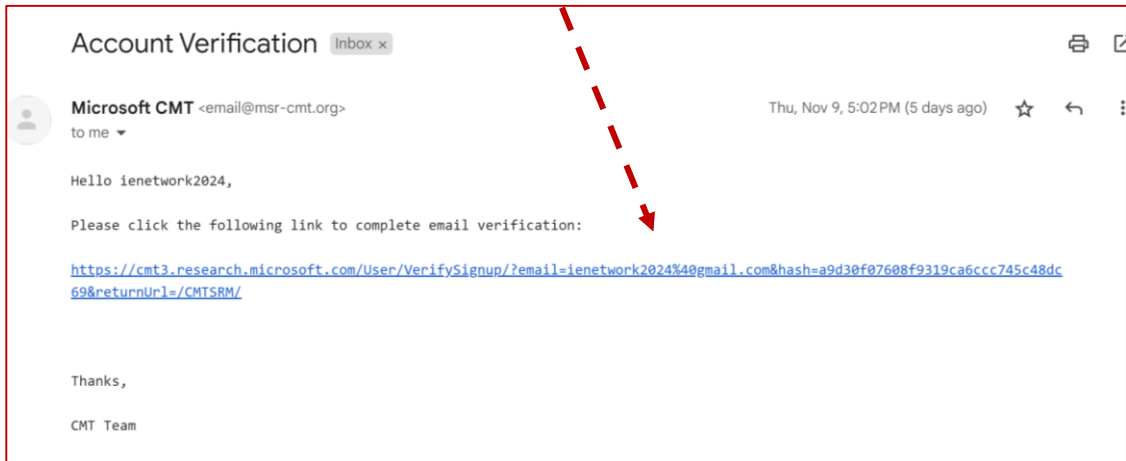 Account Verification Inbox ×
Microsoft CMT <email@msr-cmt.org> Thu, Nov 9, 5:02 PM (5 days ago)
to me
Hello ienetwork2024,
Please click the following link to complete email verification:
https://cmt3.research.microsoft.com/User/VerifySignup/?email=ienetwork2024%40gmail.com&hash=a9d30f07608f9319ca6ccc745c48dc
69&returnUrl=/CMTSRM/
Thanks,
CMT Team